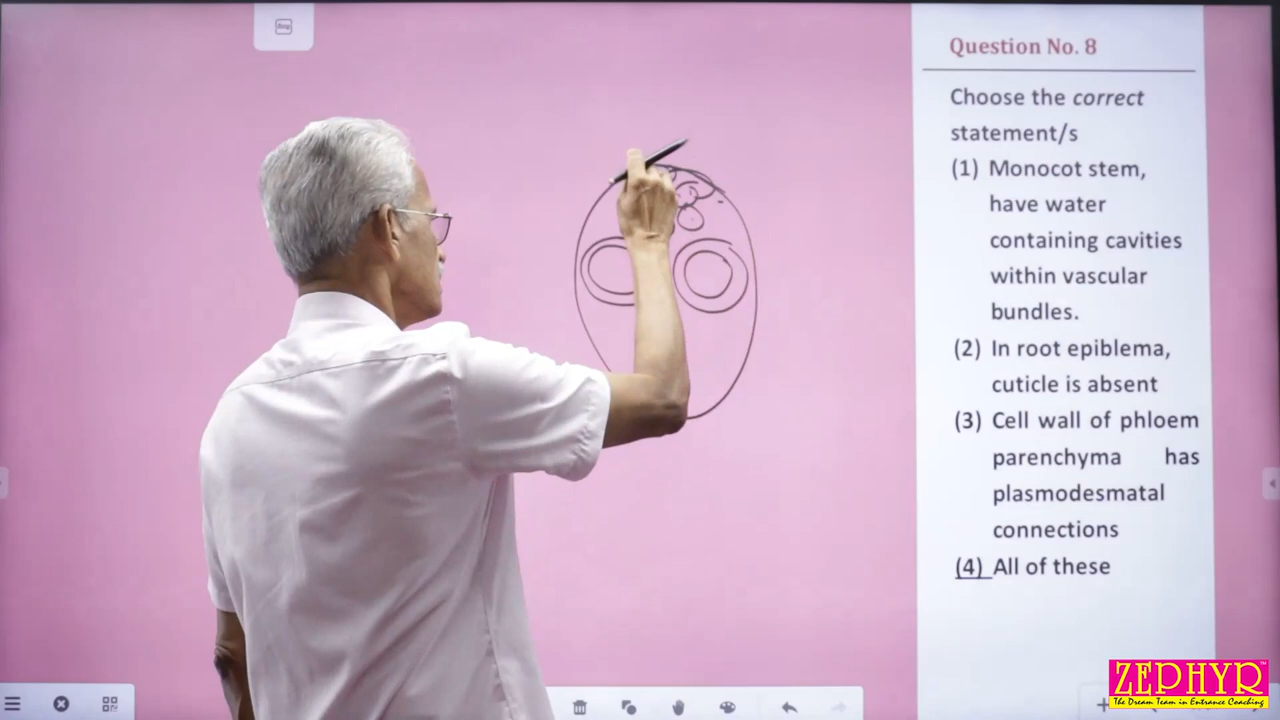 Question No. 8
Choose the correct
statement/s
(1) Monocot stem,
have water
containing cavities
within vascular
bundles.
(2) In root epiblema,
cuticle is absent
(3) Cell wall of phloem
parenchyma has
plasmodesmatal
connections
(4) All of these
ZEPHYR™
The Dream Team in Entrance Coaching